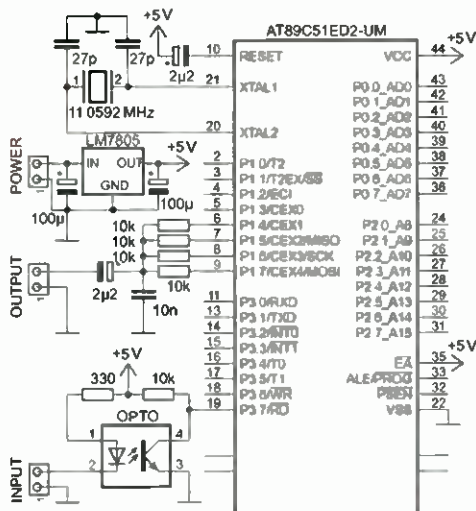 +5V
AT89C51ED2-UM
27p
27p
2µ2
10
RESET
VCC
44
+5V
1
2
21
XTAL1
11 0592 MHz
20
XTAL2
P0 0_AD0
43
P0 1_AD1
42
P0 2_AD2
41
P0 3_AD3
40
P0 4_AD4
39
P0 5_AD5
38
P0 6_AD6
37
P0 7_AD7
36
LM7805
IN
OUT
GND
+5V
POWER
1
100µ
100µ
2
P1 0/T2
3
P1 1/T2EX/SS
4
P1 2/ECI
5
P1 3/CEX0
6
P1 4/CEX1
7
P1 5/CEX2/MISO
8
P1 6/CEX3/SCK
9
P1 7/CEX4/MOSI
10k
10k
10k
10k
OUTPUT
1
2µ2
10n
P2 0_A8
24
P2 1_A9
25
P2 2_A10
26
P2 3_A11
27
P2 4_A12
28
P2 5_A13
29
P2 6_A14
30
P2 7_A15
31
11
P3 0/RXD
13
P3 1/TXD
14
P3 2/INT0
15
P3 3/INT1
16
P3 4/T0
17
P3 5/T1
18
P3 6/WR
19
P3 7/RD
+5V
EA
35
ALE/PROG
33
PSEN
32
VSS
22
+5V
330
10k
OPTO
1
2
4
3
INPUT
1